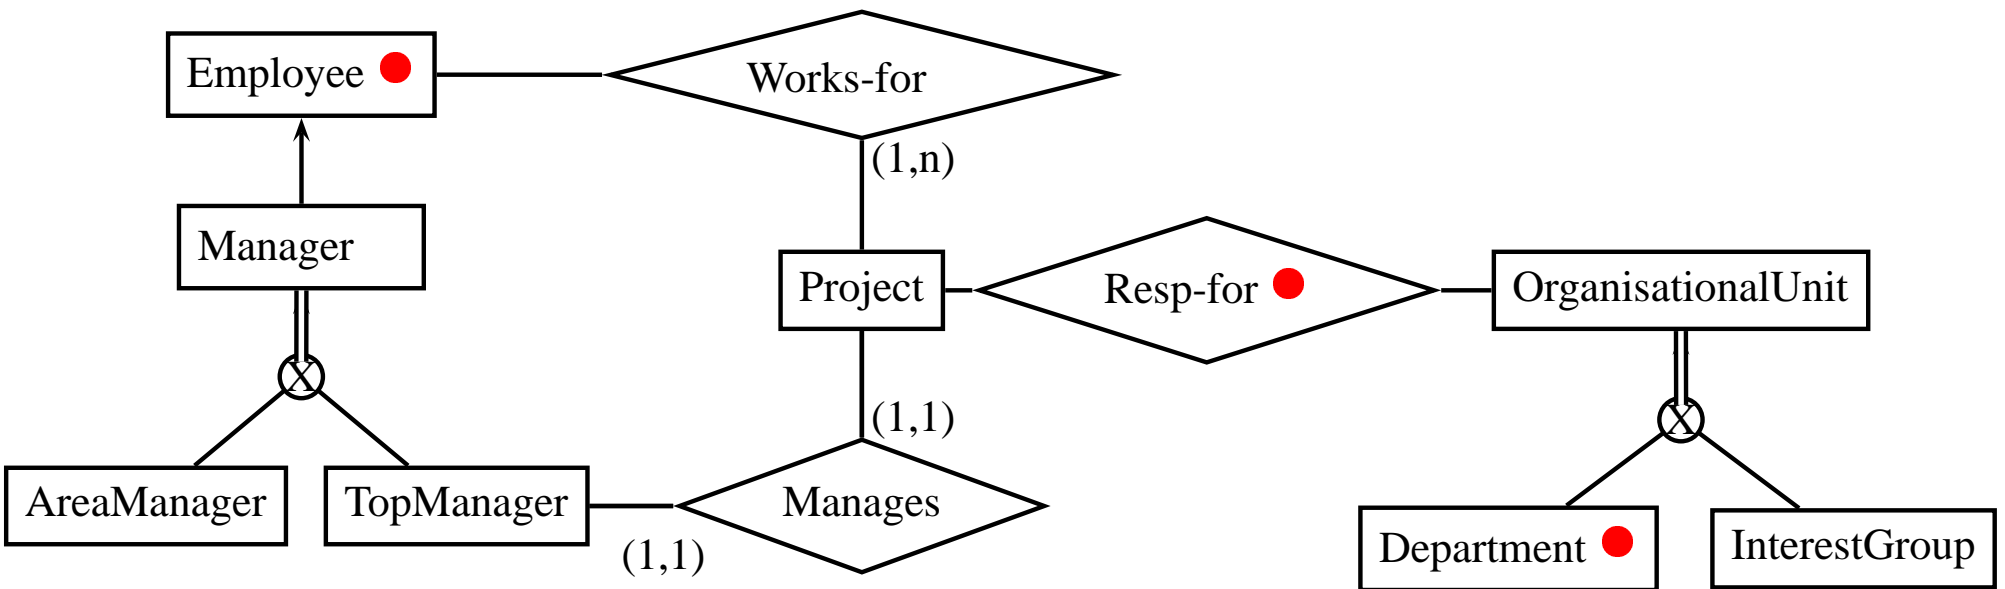 Employee
Works-for
(1,n)
Manager
Project
Resp-for
OrganisationalUnit
X
(1,1)
X
AreaManager
TopManager
Manages
(1,1)
Department
InterestGroup